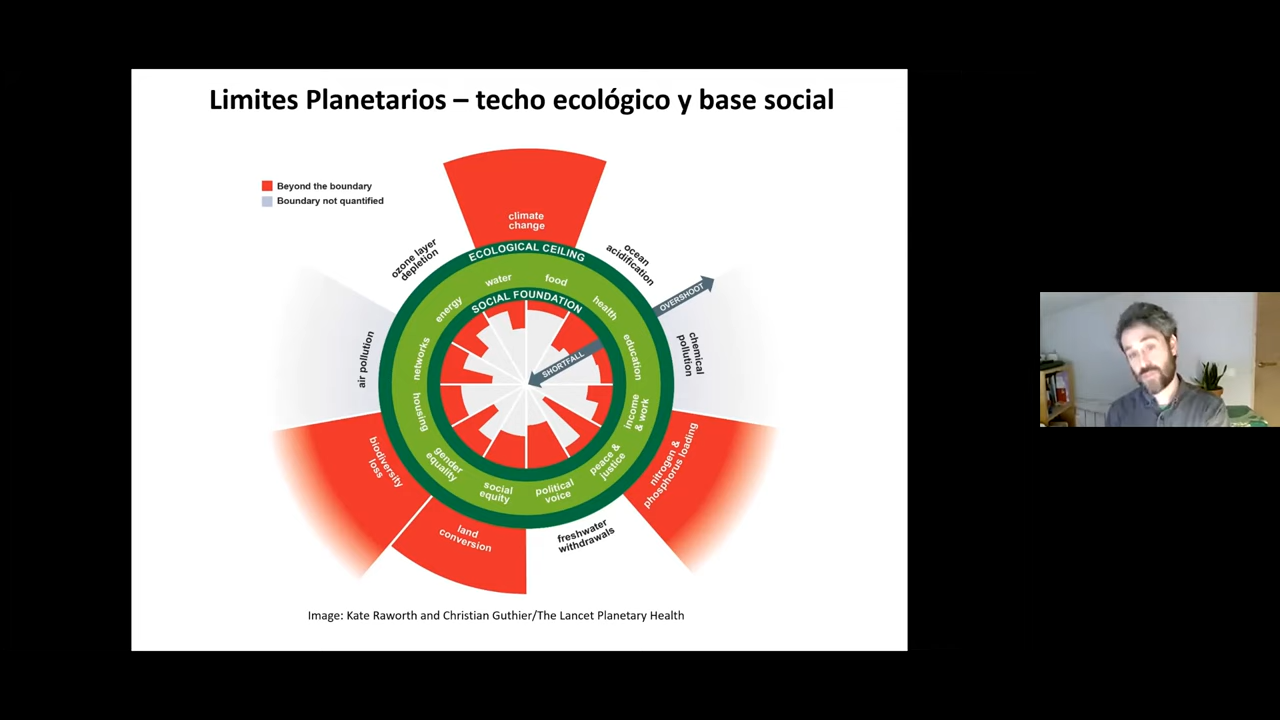 Limites Planetarios – techo ecológico y base social
Beyond the boundary
Boundary not quantified
climate
change
ozone layer
depletion
ocean
acidification
ECOLOGICAL CEILING
water
food
energy
SOCIAL FOUNDATION
health
OVERSHOOT
networks
education
SHORTFALL
air pollution
chemical
pollution
housing
income
& work
biodiversity
loss
gender
equality
social
equity
political
voice
peace &
justice
nitrogen &
phosphorus loading
land
conversion
freshwater
withdrawals
Image: Kate Raworth and Christian Guthier/The Lancet Planetary Health